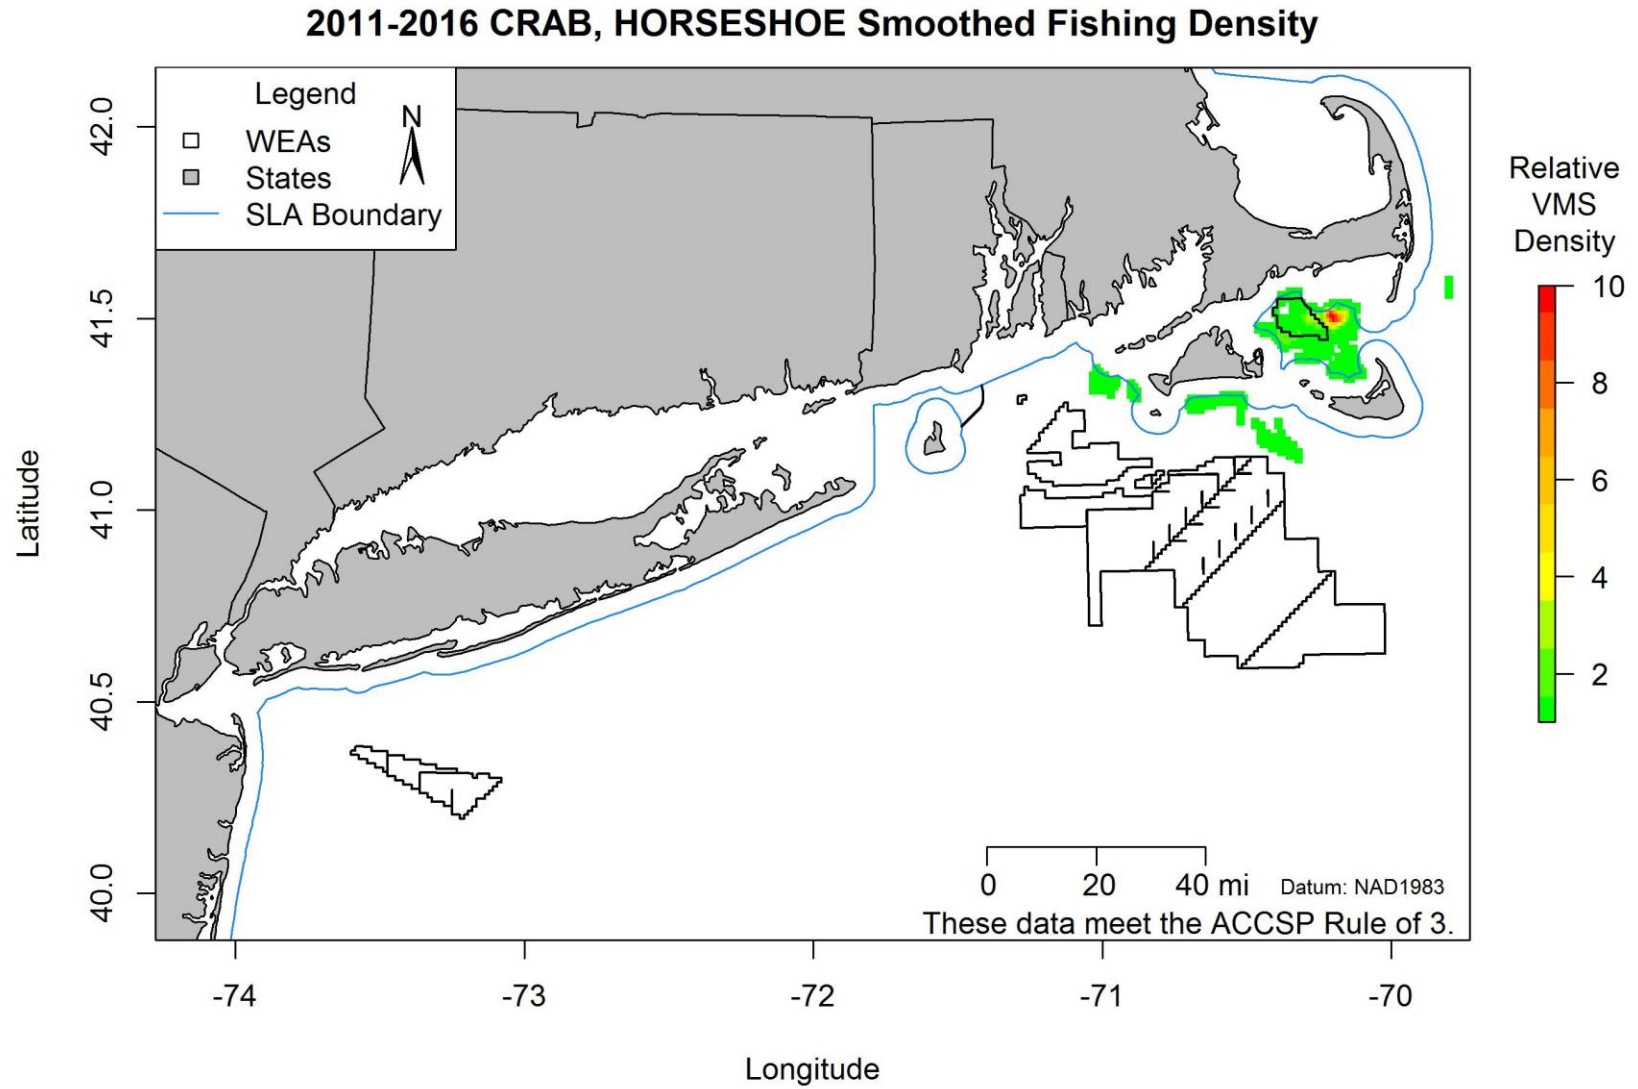 2011-2016 CRAB, HORSESHOE Smoothed Fishing Density
Legend
N
WEAs
States
SLA Boundary
Relative
VMS
Density
10
8
6
4
2
Latitude
42.0
41.5
41.0
40.5
40.0
0 20 40 mi Datum: NAD1983
These data meet the ACCSP Rule of 3.
-74 -73 -72 -71 -70
Longitude